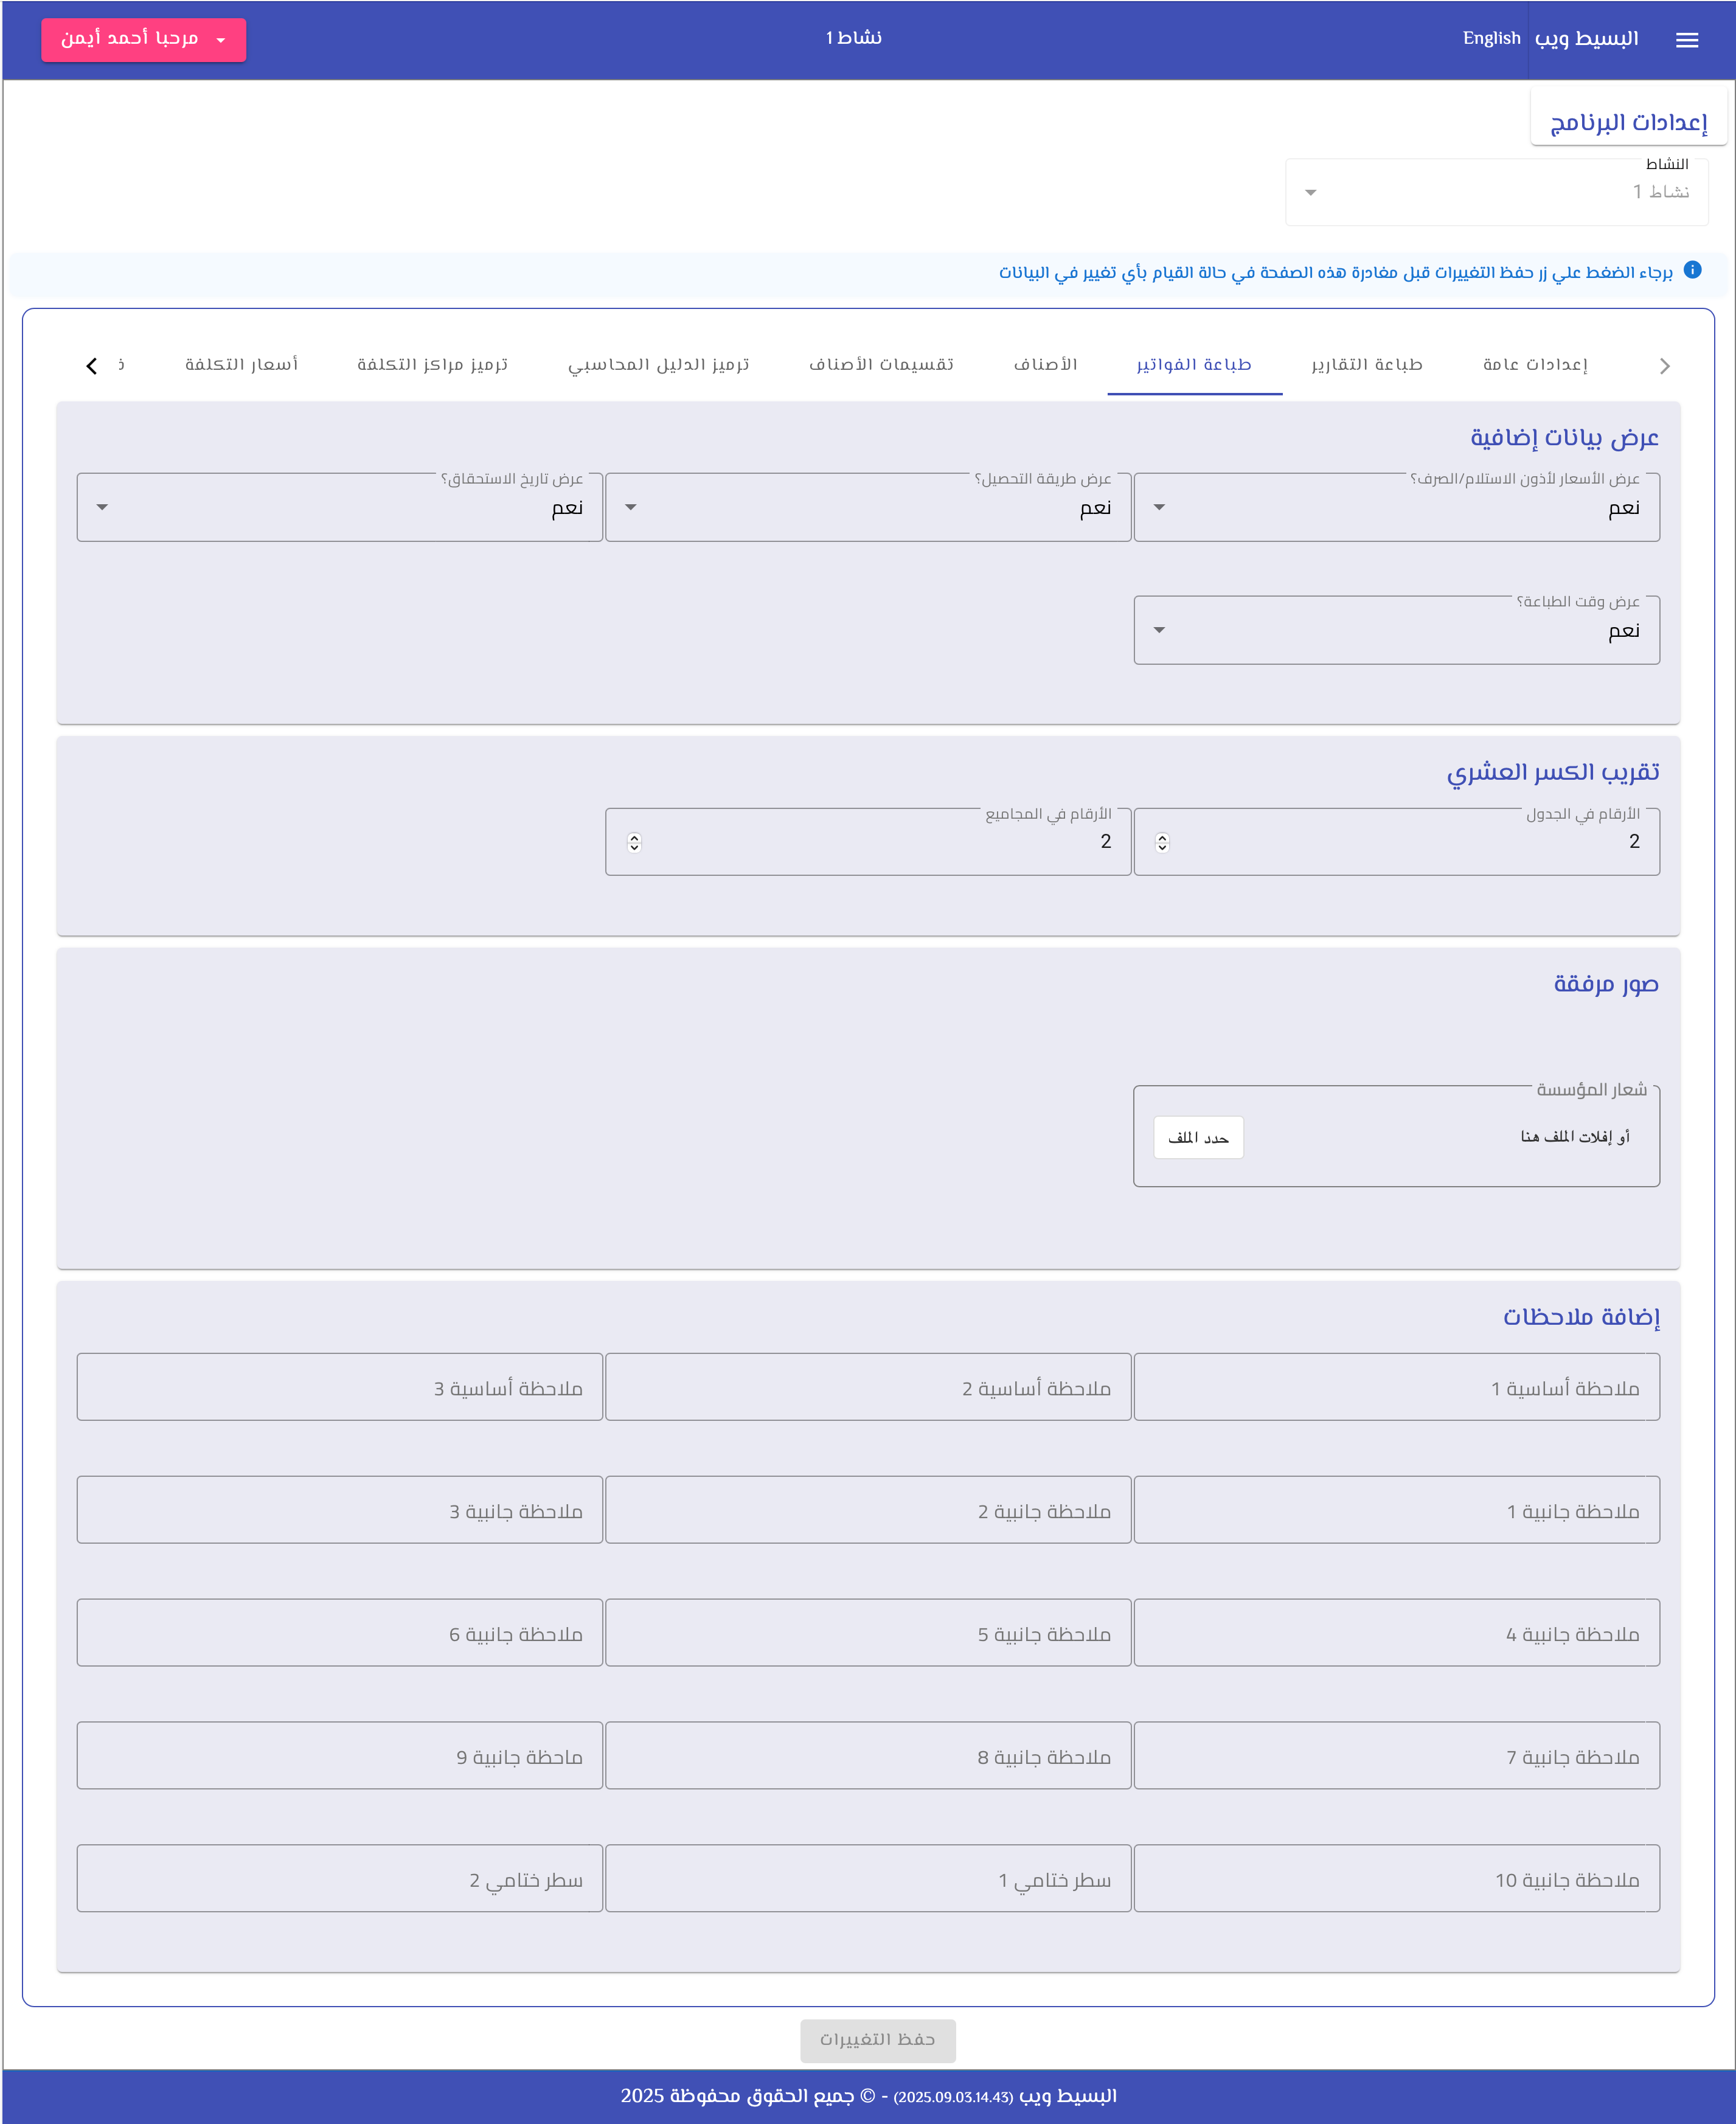 البسيط ويب English نشاط 1 مرحبا أحمد أيمن
إعدادات البرنامج
النشاط
نشاط 1
برجاء الضغط علي زر حفظ التغييرات قبل مغادرة هذه الصفحة في حالة القيام بأي تغيير في البيانات
إعدادات عامة طباعة التقارير طباعة الفواتير الأصناف تقسيمات الأصناف ترميز الدليل المحاسبي ترميز مراكز التكلفة أسعار التكلفة
عرض بيانات إضافية
عرض الأسعار لأذون الاستلام/الصرف؟ عرض طريقة التحصيل؟ عرض تاريخ الاستحقاق؟
نعم نعم نعم
عرض وقت الطباعة؟
نعم
تقريب الكسر العشري
الأرقام في الجدول الأرقام في المجاميع
2 2
صور مرفقة
شعار المؤسسة
أو إفلات الملف هنا حدد الملف
إضافة ملاحظات
ملاحظة أساسية 1 ملاحظة أساسية 2 ملاحظة أساسية 3
ملاحظة جانبية 1 ملاحظة جانبية 2 ملاحظة جانبية 3
ملاحظة جانبية 4 ملاحظة جانبية 5 ملاحظة جانبية 6
ملاحظة جانبية 7 ملاحظة جانبية 8 ماحظة جانبية 9
ملاحظة جانبية 10 سطر ختامي 1 سطر ختامي 2
حفظ التغييرات
البسيط ويب (2025.09.03.14.43) - © جميع الحقوق محفوظة 2025